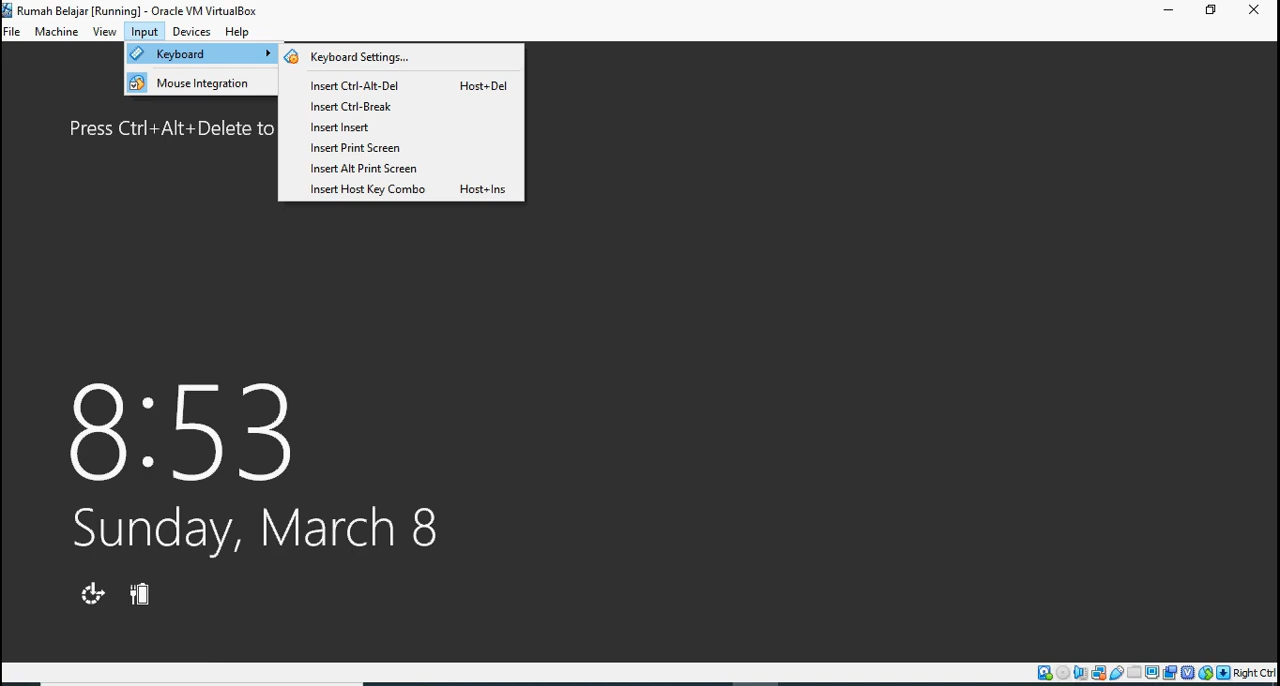 Rumah Belajar [Running] - Oracle VM VirtualBox
File Machine View Input Devices Help
Keyboard
Mouse Integration
Keyboard Settings...
Insert Ctrl-Alt-Del Host+Del
Insert Ctrl-Break
Insert Insert
Insert Print Screen
Insert Alt Print Screen
Insert Host Key Combo Host+Ins
Press Ctrl+Alt+Delete to
8:53
Sunday, March 8
Right Ctrl